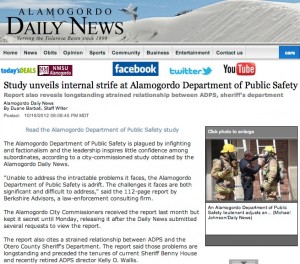 ALAMOGORDO
DAILY NEWS
Serving the Tularosa Basin since 1898
Home News Obits Opinion Sports Community Business Entertainment Weather Contact Us
today'sDEALS NMSU Alamogordo facebook twitter YouTube
Study unveils internal strife at Alamogordo Department of Public Safety
Report also reveals longstanding strained relationship between ADPS, sheriff's department
Alamogordo Daily News
By Duane Barbati, Staff Writer
Posted: 10/16/2012 09:06:45 PM MDT
Click photo to enlarge
Read the Alamogordo Department of Public Safety study
The Alamogordo Department of Public Safety is plagued by infighting
and factionalism and the leadership inspires little confidence among
subordinates, according to a city-commissioned study obtained by the
Alamogordo Daily News.
"Unable to address the intractable problems it faces, the Alamogordo
Department of Public Safety is adrift. The challenges it faces are both
significant and difficult to address," said the 112-page report by
Berkshire Advisors, a law-enforcement consulting firm.
The Alamogordo City Commissioners received the report last month but
kept it secret until Monday, releasing it after the Daily News submitted
several requests to view the report.
The report also cites a strained relationship between ADPS and the
Otero County Sheriff's Department. The report said those problems are
longstanding and preceded the tenures of current Sheriff Benny House
and recently retired ADPS director Kelly O. Wallis.
An Alamogordo Department of Public
Safety lieutenant adjusts an... (Michael
Johnson/Daily News)